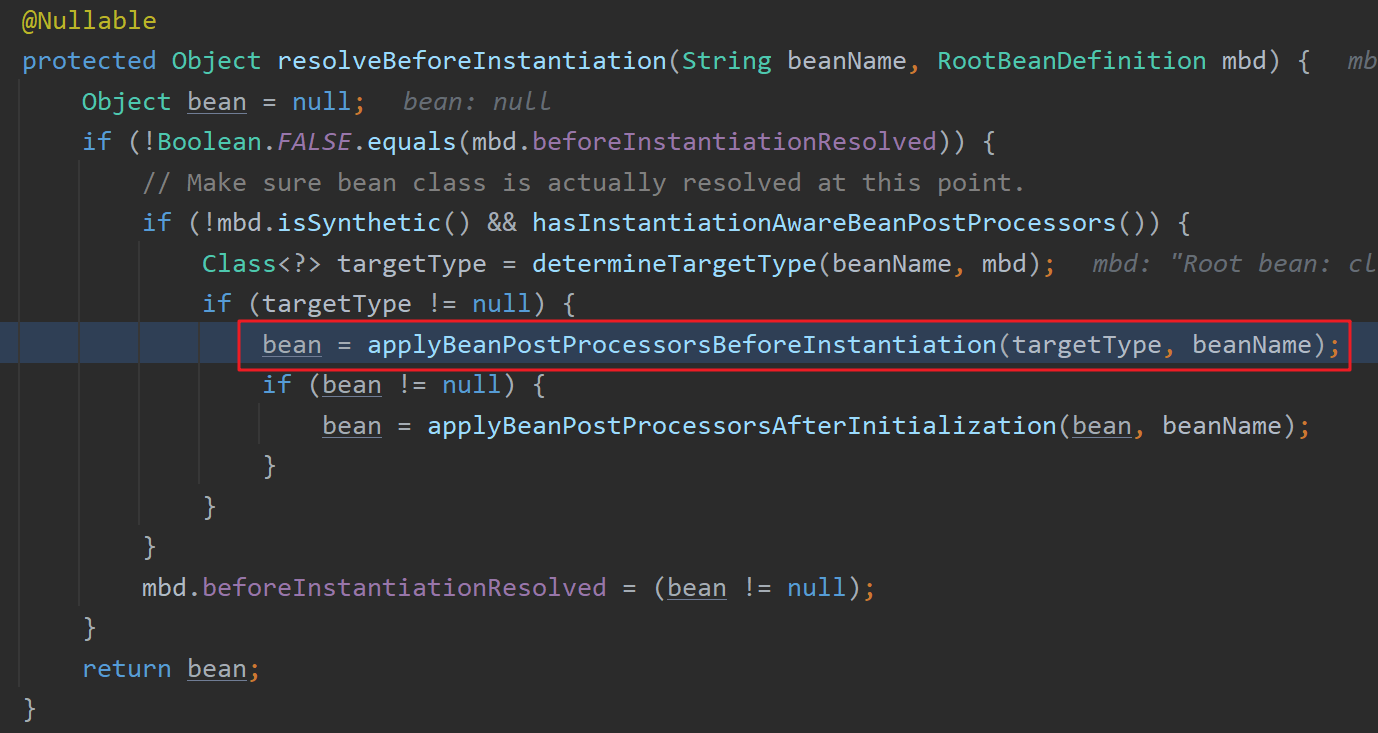 @Nullable
protected Object resolveBeforeInstantiation(String beanName, RootBeanDefinition mbd) {  mb
    Object bean = null;  bean: null
    if (!Boolean.FALSE.equals(mbd.beforeInstantiationResolved)) {
        // Make sure bean class is actually resolved at this point.
        if (!mbd.isSynthetic() && hasInstantiationAwareBeanPostProcessors()) {
            Class<?> targetType = determineTargetType(beanName, mbd);  mbd: "Root bean: cl
            if (targetType != null) {
                bean = applyBeanPostProcessorsBeforeInstantiation(targetType, beanName);
                if (bean != null) {
                    bean = applyBeanPostProcessorsAfterInitialization(bean, beanName);
                }
            }
        }
        mbd.beforeInstantiationResolved = (bean != null);
    }
    return bean;
}